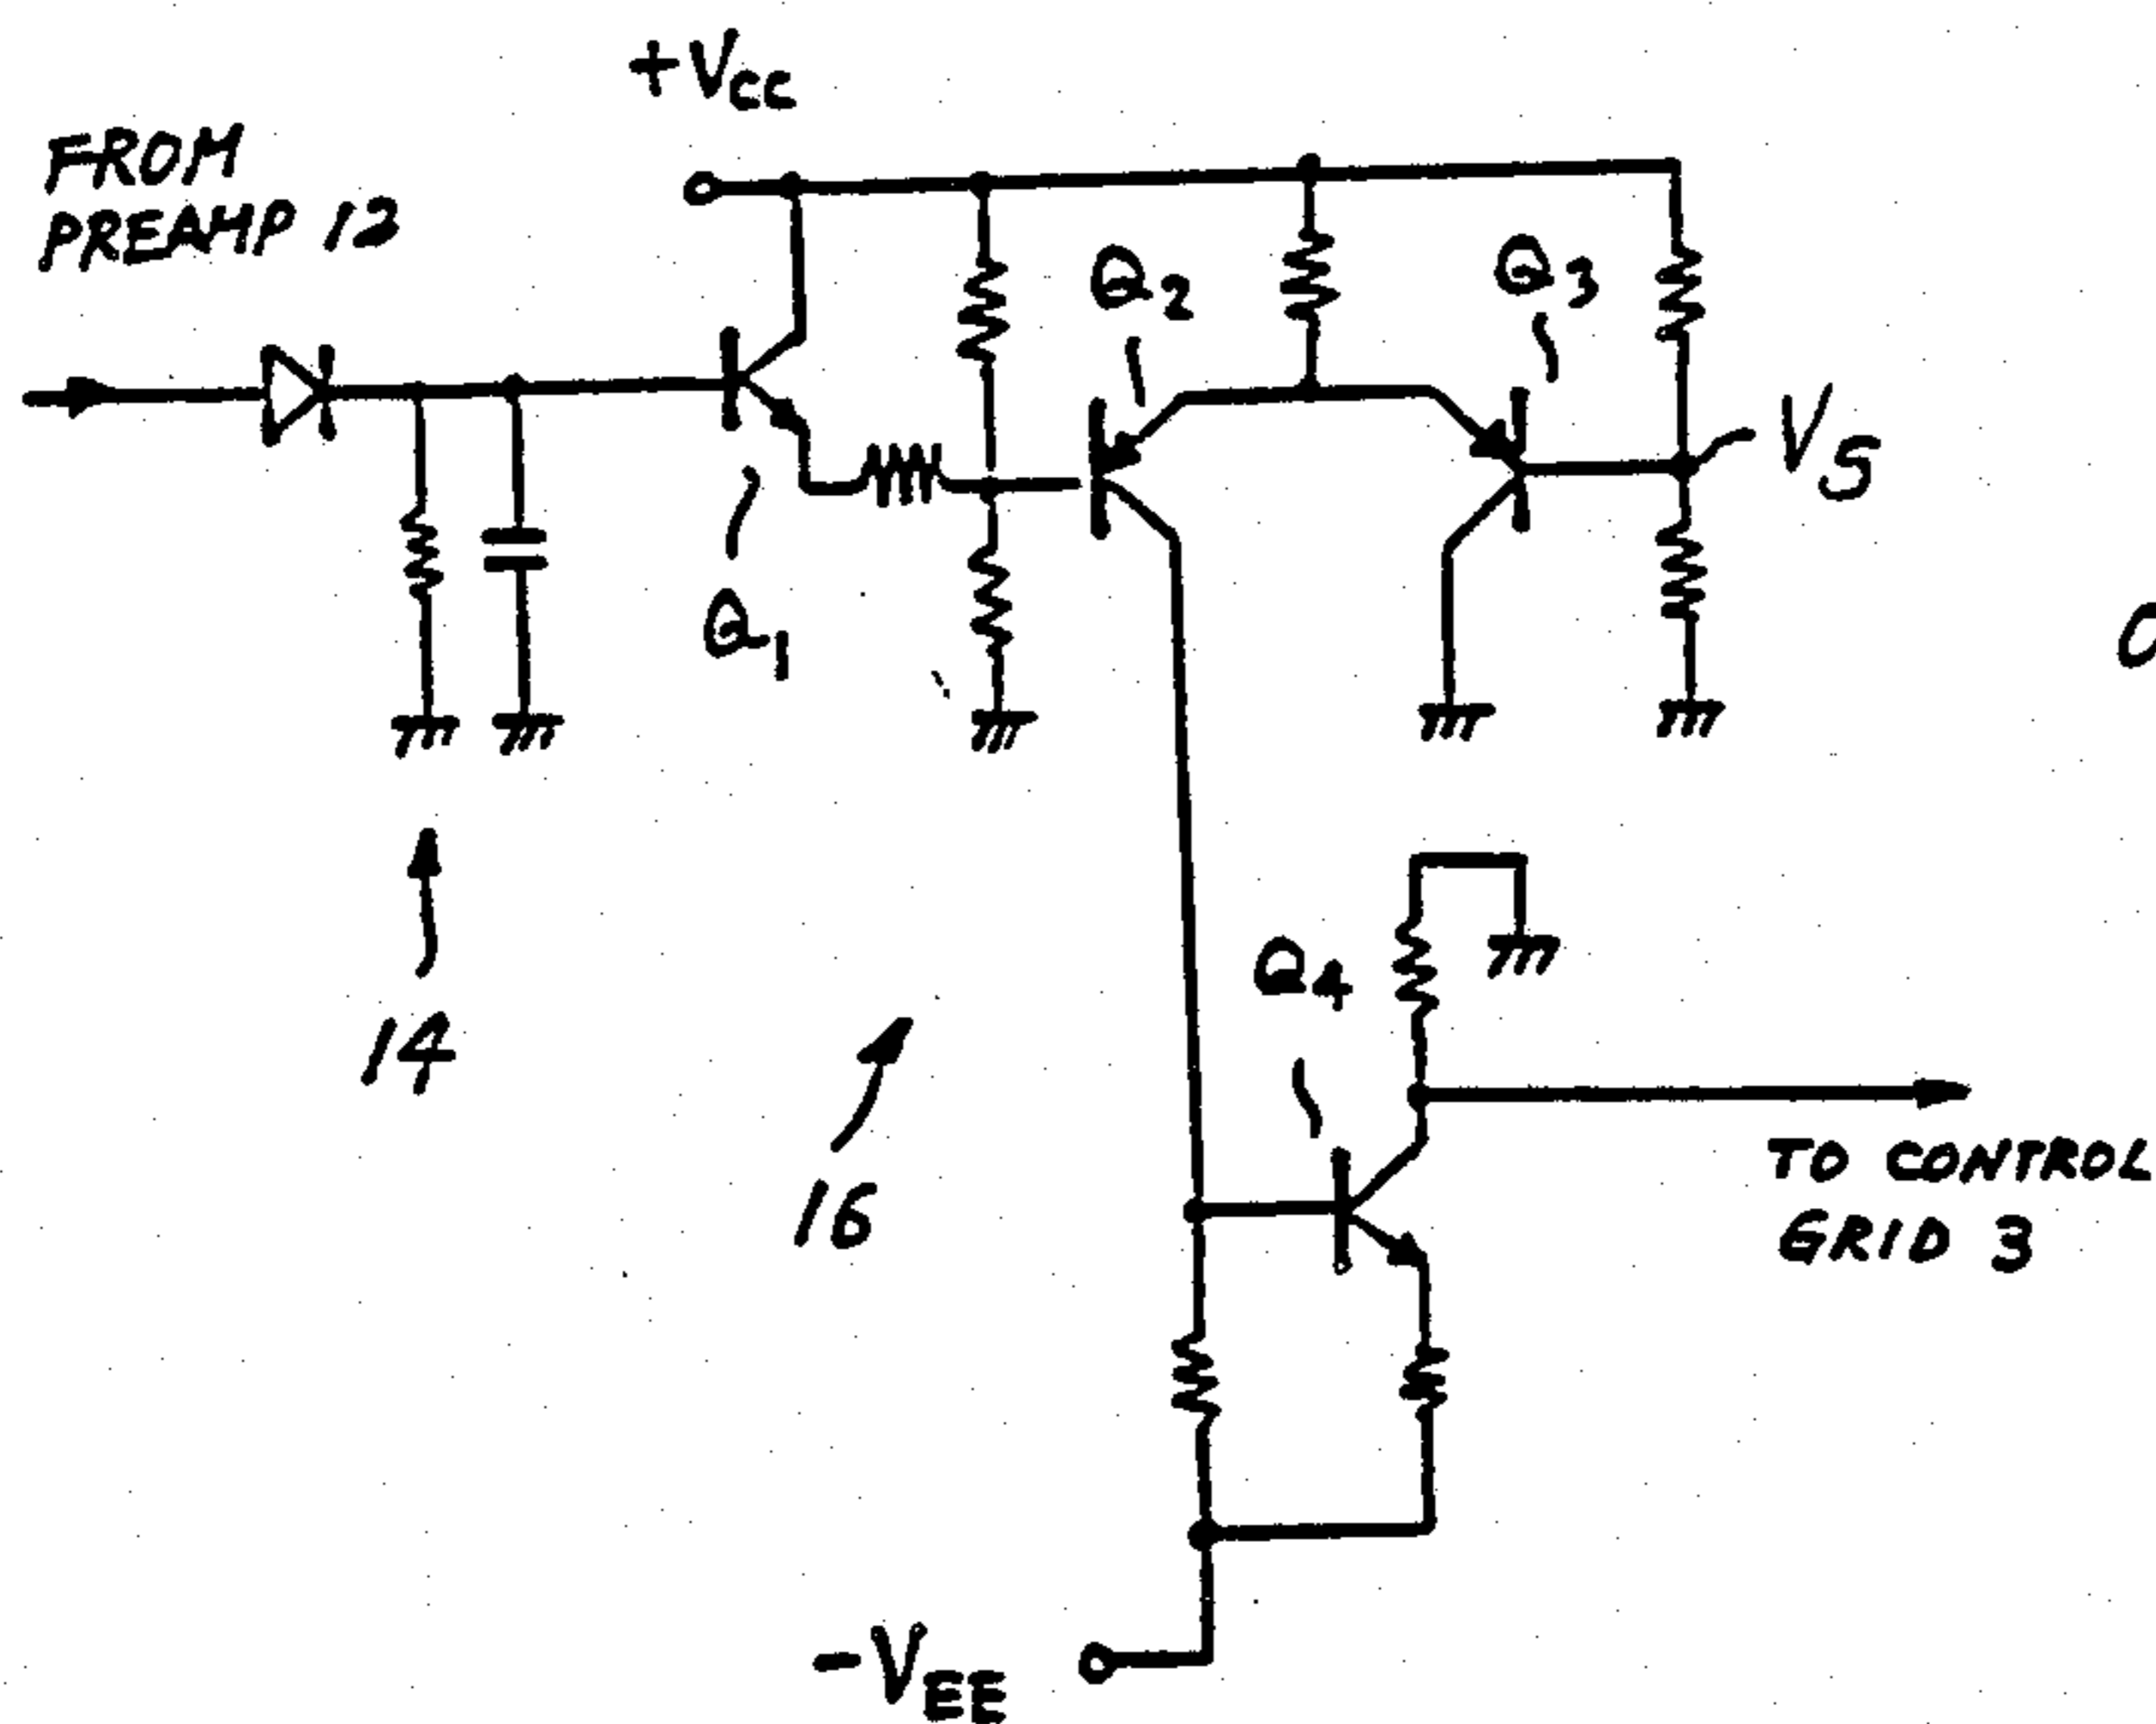 +VCC
FROM
PREAMP 12
Q2
Q3
VS
Q1
14
Q4
16
TO CONTROL
GRID 3
-VEE